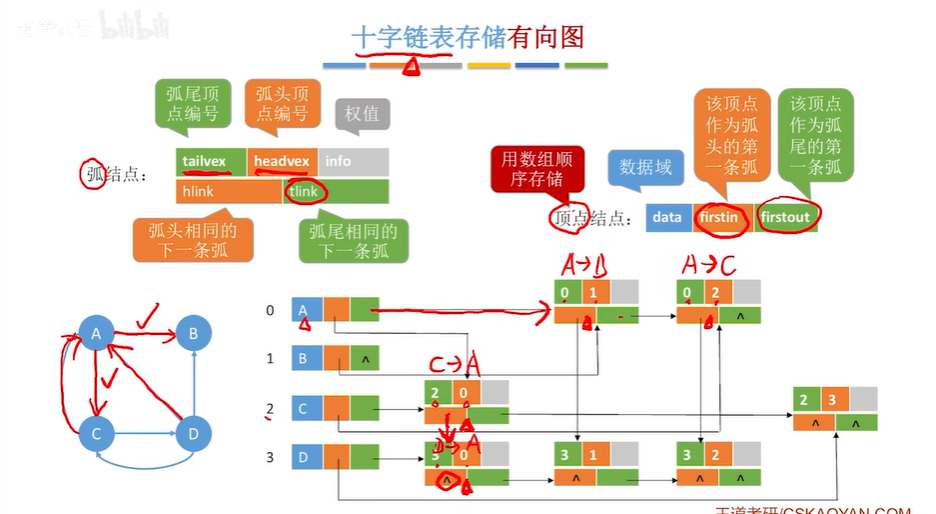 bilibili
十字链表存储有向图
弧尾顶点编号
弧头顶点编号
权值
tailvex headvex info
弧结点：
hlink tlink
弧头相同的下一条弧
弧尾相同的下一条弧
用数组顺序存储
数据域
该顶点作为弧头的第一条弧
该顶点作为弧尾的第一条弧
顶点结点：
data firstin firstout
A→B
A→C
0 1
0 2
0 A
^
1 B ^
C→A
2 0
2 C
2 3
^ ^
→A
3 D
0
^
3 1
^
3 2
^ ^
A B
C D
王道考研/CSKAOYAN.COM